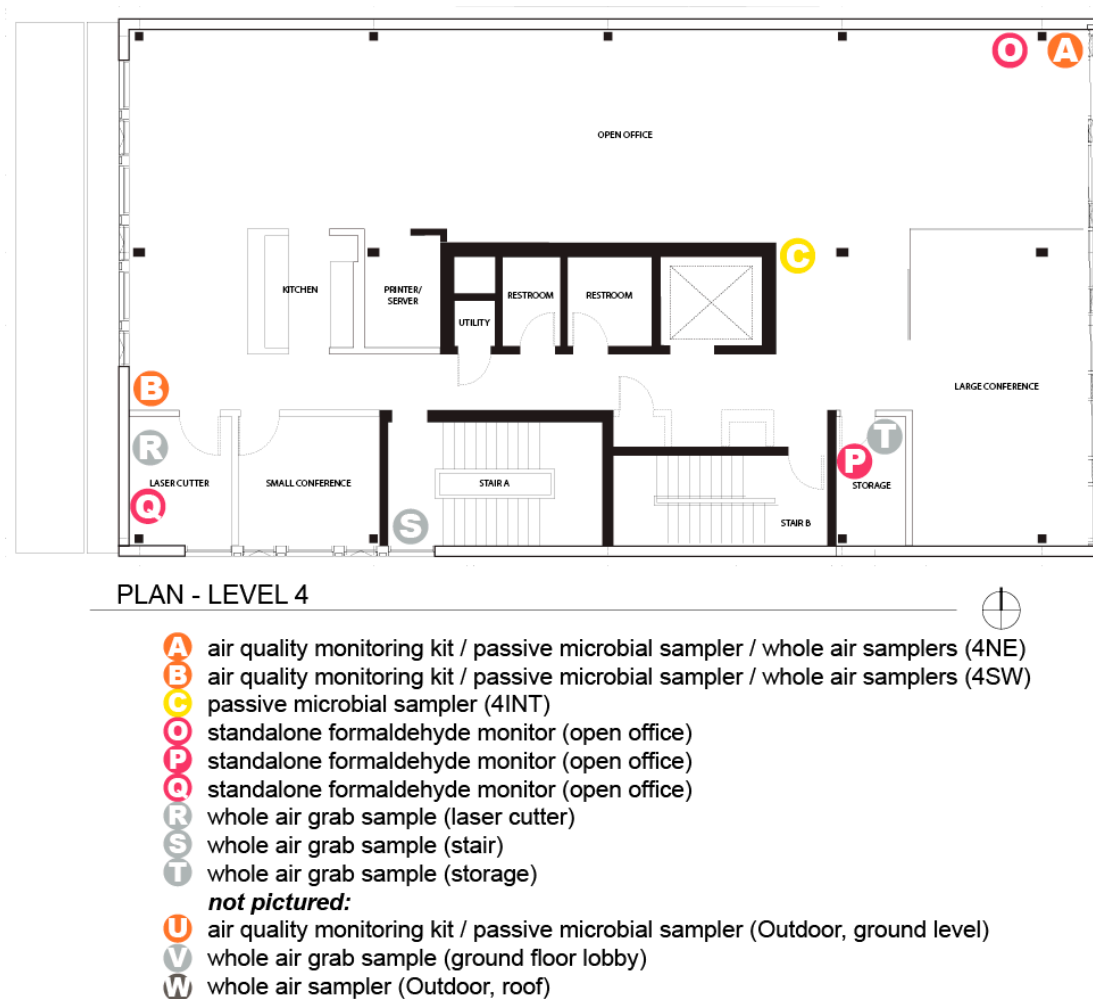 O A
OPEN OFFICE
C
KITCHEN
PRINTER/
SERVER
RESTROOM
RESTROOM
UTILITY
B
LARGE CONFERENCE
R
T
P
LASER CUTTER
SMALL CONFERENCE
STAIR A
STORAGE
Q
S
STAIR B
PLAN - LEVEL 4
A air quality monitoring kit / passive microbial sampler / whole air samplers (4NE)
B air quality monitoring kit / passive microbial sampler / whole air samplers (4SW)
C passive microbial sampler (4INT)
O standalone formaldehyde monitor (open office)
P standalone formaldehyde monitor (open office)
Q standalone formaldehyde monitor (open office)
R whole air grab sample (laser cutter)
S whole air grab sample (stair)
T whole air grab sample (storage)
not pictured:
U air quality monitoring kit / passive microbial sampler (Outdoor, ground level)
V whole air grab sample (ground floor lobby)
W whole air sampler (Outdoor, roof)